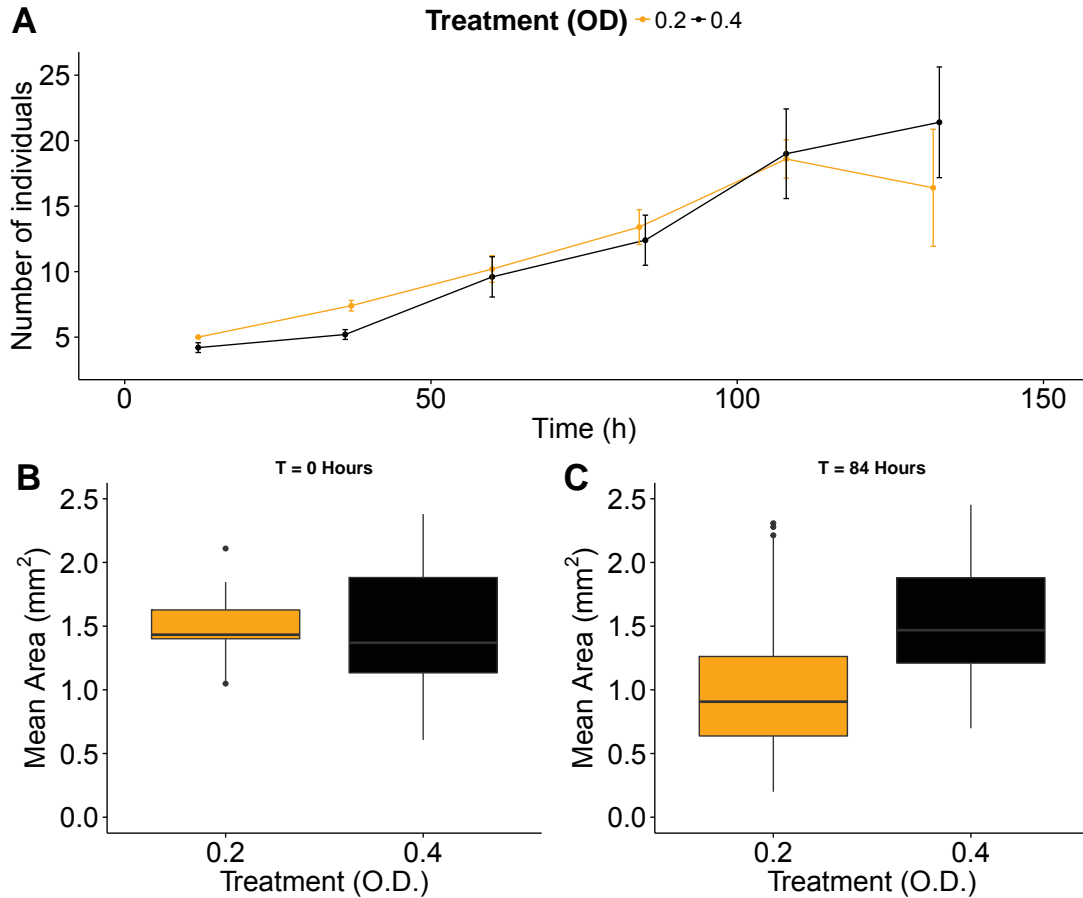 A
Treatment (OD) 0.2 0.4
Number of individuals
25
20
15
10
5
0 50 100 150
Time (h)
B
T = 0 Hours
Mean Area (mm²)
2.5
2.0
1.5
1.0
0.5
0.0
0.2 0.4
Treatment (O.D.)
C
T = 84 Hours
Mean Area (mm²)
2.5
2.0
1.5
1.0
0.5
0.0
0.2 0.4
Treatment (O.D.)